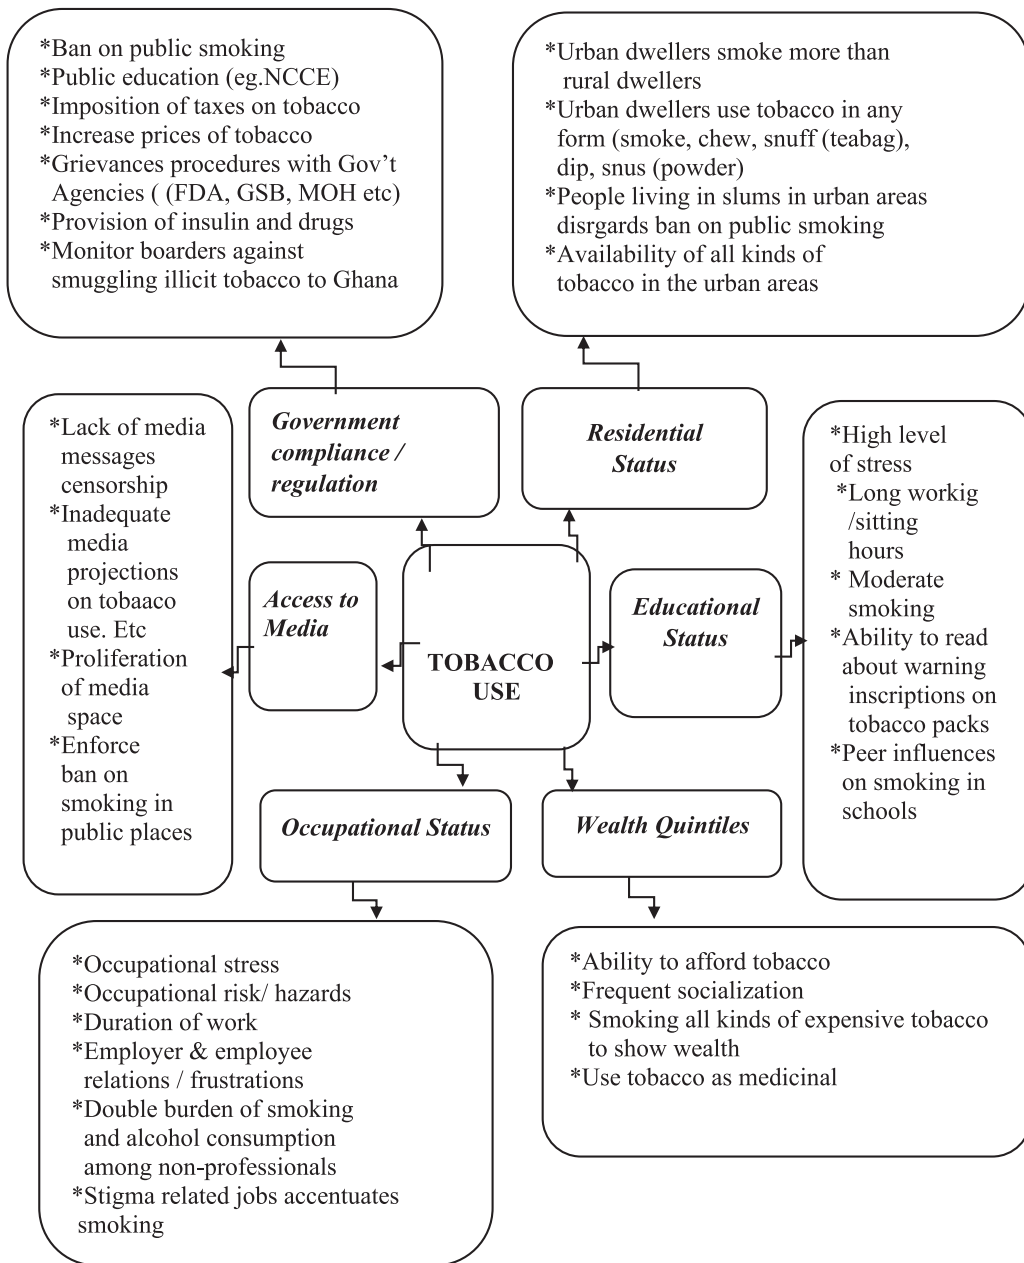 *Ban on public smoking
*Public education (eg.NCCE)
*Imposition of taxes on tobacco
*Increase prices of tobacco
*Grievances procedures with Gov’t
Agencies ( (FDA, GSB, MOH etc)
*Provision of insulin and drugs
*Monitor boarders against
smuggling illicit tobacco to Ghana
*Urban dwellers smoke more than
rural dwellers
*Urban dwellers use tobacco in any
form (smoke, chew, snuff (teabag),
dip, snus (powder)
*People living in slums in urban areas
disrgards ban on public smoking
*Availability of all kinds of
tobacco in the urban areas
Government
compliance /
regulation
Residential
Status
*Lack of media
messages
censorship
*Inadequate
media
projections
on tobaaco
use. Etc
*Proliferation
of media
space
*Enforce
ban on
smoking in
public places
Access to
Media
TOBACCO
USE
Educational
Status
*High level
of stress
*Long workig
/sitting
hours
* Moderate
smoking
*Ability to read
about warning
inscriptions on
tobacco packs
*Peer influences
on smoking in
schools
Occupational Status
Wealth Quintiles
*Occupational stress
*Occupational risk/ hazards
*Duration of work
*Employer & employee
relations / frustrations
*Double burden of smoking
and alcohol consumption
among non-professionals
*Stigma related jobs accentuates
smoking
*Ability to afford tobacco
*Frequent socialization
* Smoking all kinds of expensive tobacco
to show wealth
*Use tobacco as medicinal